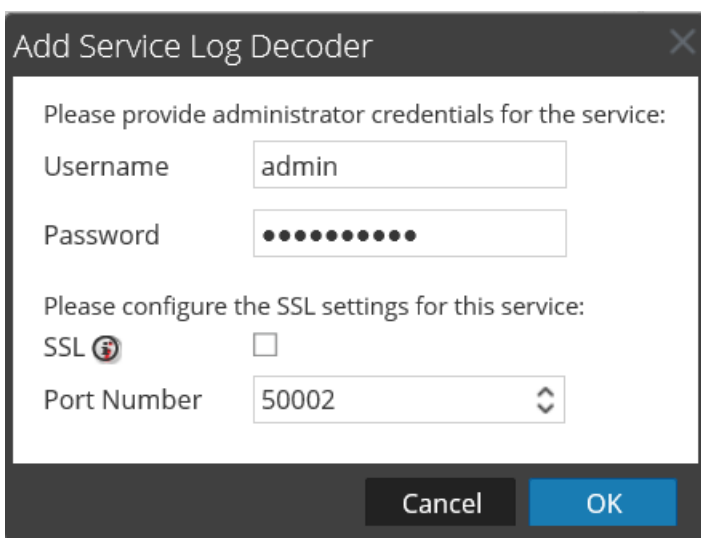 Add Service Log Decoder
Please provide administrator credentials for the service:
Username admin
Password ••••••••••
Please configure the SSL settings for this service:
SSL
Port Number 50002
Cancel OK